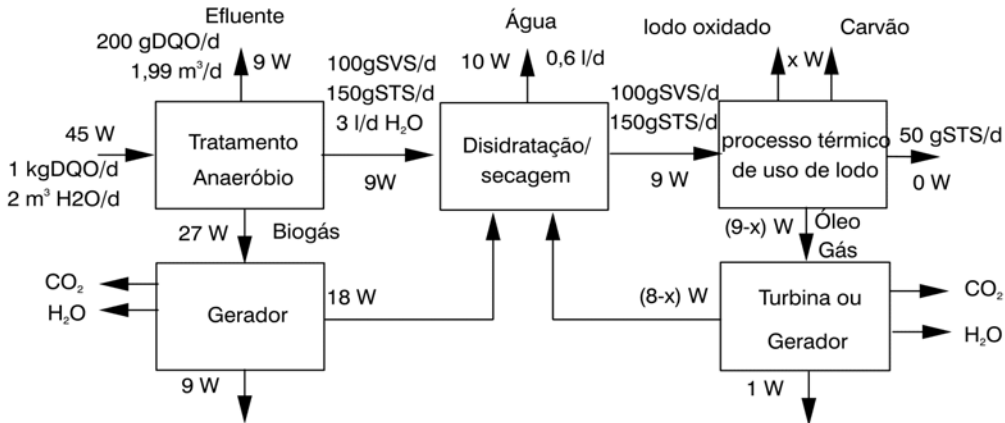 Efluente
200 gDQO/d
1,99 m³/d
9 W
45 W
1 kgDQO/d
2 m³ H2O/d
Tratamento
Anaeróbio
100gSVS/d
150gSTS/d
3 l/d H₂O
9W
Água
10 W
0,6 l/d
Disidratação/
secagem
100gSVS/d
150gSTS/d
9 W
lodo oxidado
Carvão
x W
processo térmico
de uso de lodo
50 gSTS/d
0 W
27 W
Biogás
CO₂
H₂O
Gerador
18 W
9 W
(9-x) W
Óleo
Gás
(8-x) W
Turbina ou
Gerador
CO₂
H₂O
1 W